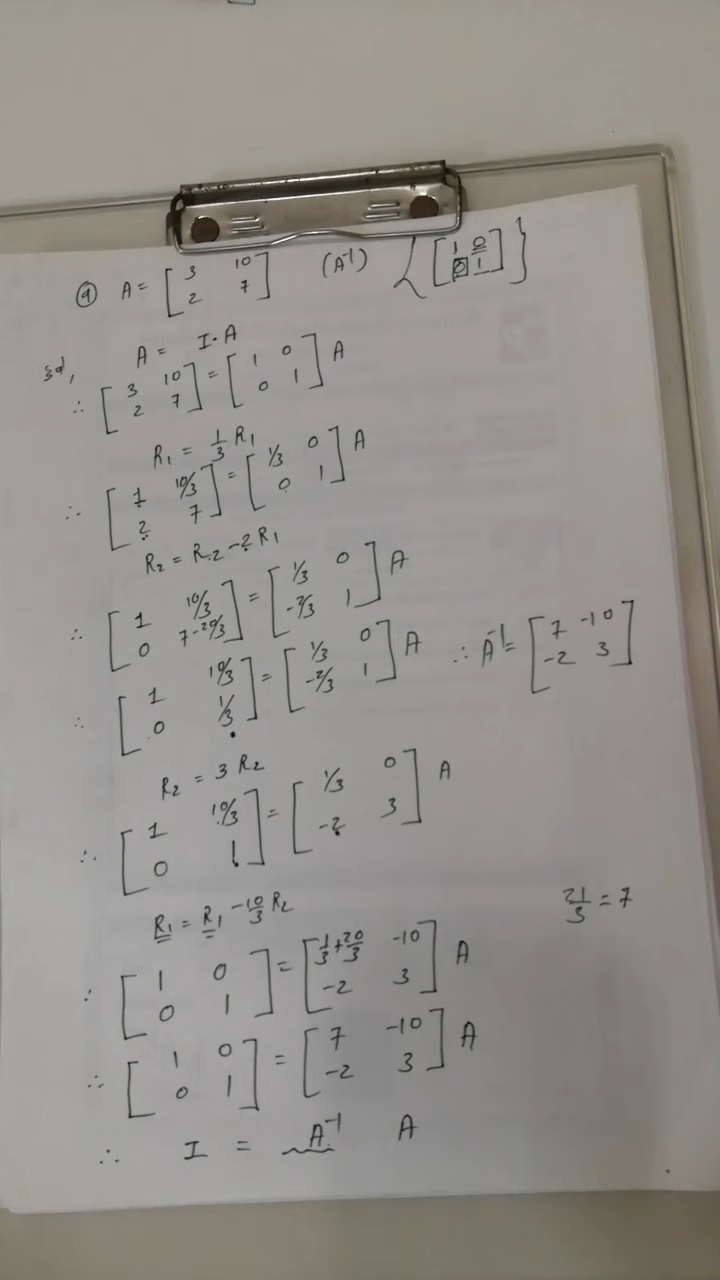 (9) A = [3 10; 2 7] (A⁻¹) {[1 0; 0 1]}
Sol, A = I·A
∴ [3 10; 2 7] = [1 0; 0 1] A
R₁ = 1/3 R₁
∴ [1 10/3; 2 7] = [1/3 0; 0 1] A
R₂ = R₂ - 2R₁
∴ [1 10/3; 0 7-20/3] = [1/3 0; -2/3 1] A
∴ [1 10/3; 0 1/3] = [1/3 0; -2/3 1] A ∴ A⁻¹ = [7 -10; -2 3]
R₂ = 3 R₂
∴ [1 10/3; 0 1] = [1/3 0; -2 3] A
R₁ = R₁ - 10/3 R₂ 21/3 = 7
∴ [1 0; 0 1] = [1/3+20/3 -10; -2 3] A
∴ [1 0; 0 1] = [7 -10; -2 3] A
∴ I = A⁻¹ A